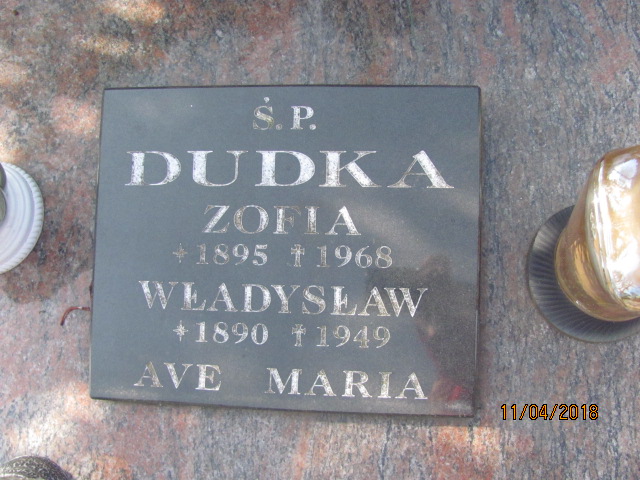 Ś.P.
DUDKA
ZOFIA
*1895 †1968
WŁADYSŁAW
*1890 †1949
AVE MARIA
11/04/2018